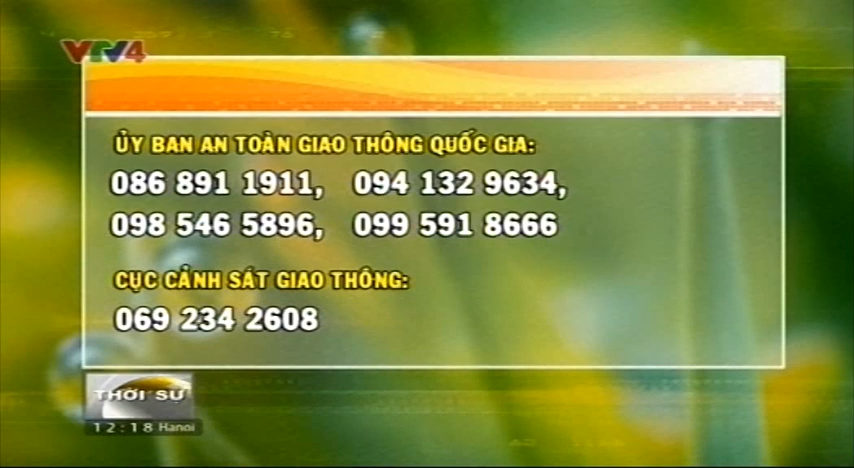 VTV4
ỦY BAN AN TOÀN GIAO THÔNG QUỐC GIA:
086 891 1911, 094 132 9634,
098 546 5896, 099 591 8666
CỤC CẢNH SÁT GIAO THÔNG:
069 234 2608
THỜI SỰ
12:18 Hanoi